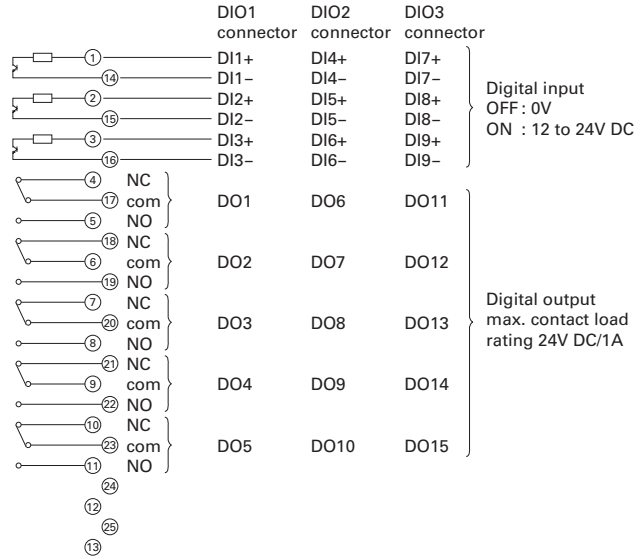 DIO1 DIO2 DIO3
connector connector connector
1 DI1+ DI4+ DI7+
14 DI1– DI4– DI7–
2 DI2+ DI5+ DI8+
15 DI2– DI5– DI8–
3 DI3+ DI6+ DI9+
16 DI3– DI6– DI9–
Digital input
OFF : 0V
ON : 12 to 24V DC
4 NC
17 com DO1 DO6 DO11
5 NO
18 NC
6 com DO2 DO7 DO12
19 NO
7 NC
20 com DO3 DO8 DO13
8 NO
21 NC
9 com DO4 DO9 DO14
22 NO
10 NC
23 com DO5 DO10 DO15
11 NO
Digital output
max. contact load
rating 24V DC/1A
24
12
25
13